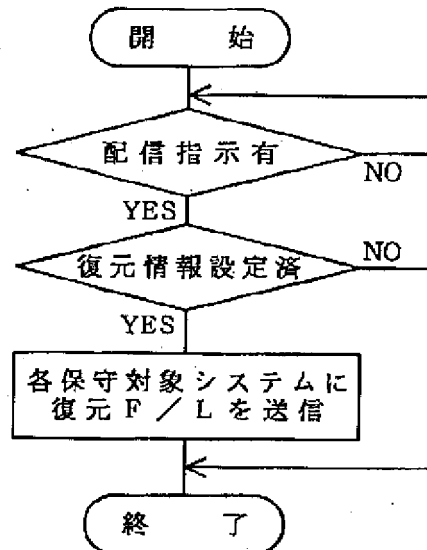 開 始
配信指示有
NO
YES
復元情報設定済
NO
YES
各保守対象システムに
復元F/Lを送信
終 了